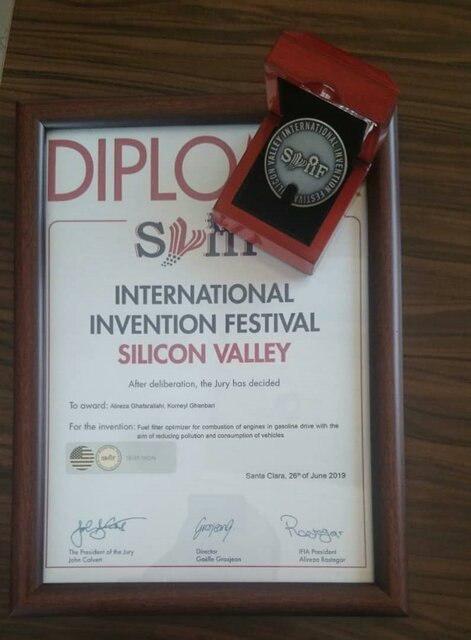 DIPLO
SVIIF
INTERNATIONAL
INVENTION FESTIVAL
SILICON VALLEY
After deliberation, the Jury has decided
To award: Alireza Ghafarallahi, Korreyl Ghanbari
For the invention: Fuel filter optimizer for combustion of engines in gasoline drive with the
aim of reducing pollution and consumption of vehicles
Santa Clara, 26th of June 2019
The President of the Jury
John Calvert
Director
Gaëlle Grosjean
IFIA President
Alireza Rastegar
SILICON VALLEY INTERNATIONAL INVENTION FESTIVAL
SVIIF